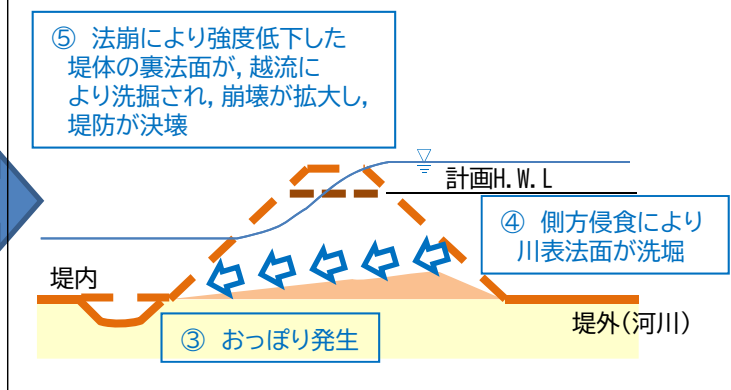 ⑤ 法崩により強度低下した
堤体の裏法面が，越流に
より洗掘され，崩壊が拡大し，
堤防が決壊
計画H.W.L
④ 側方侵食により
川表法面が洗堀
堤内
堤外（河川）
③ おっぽり発生